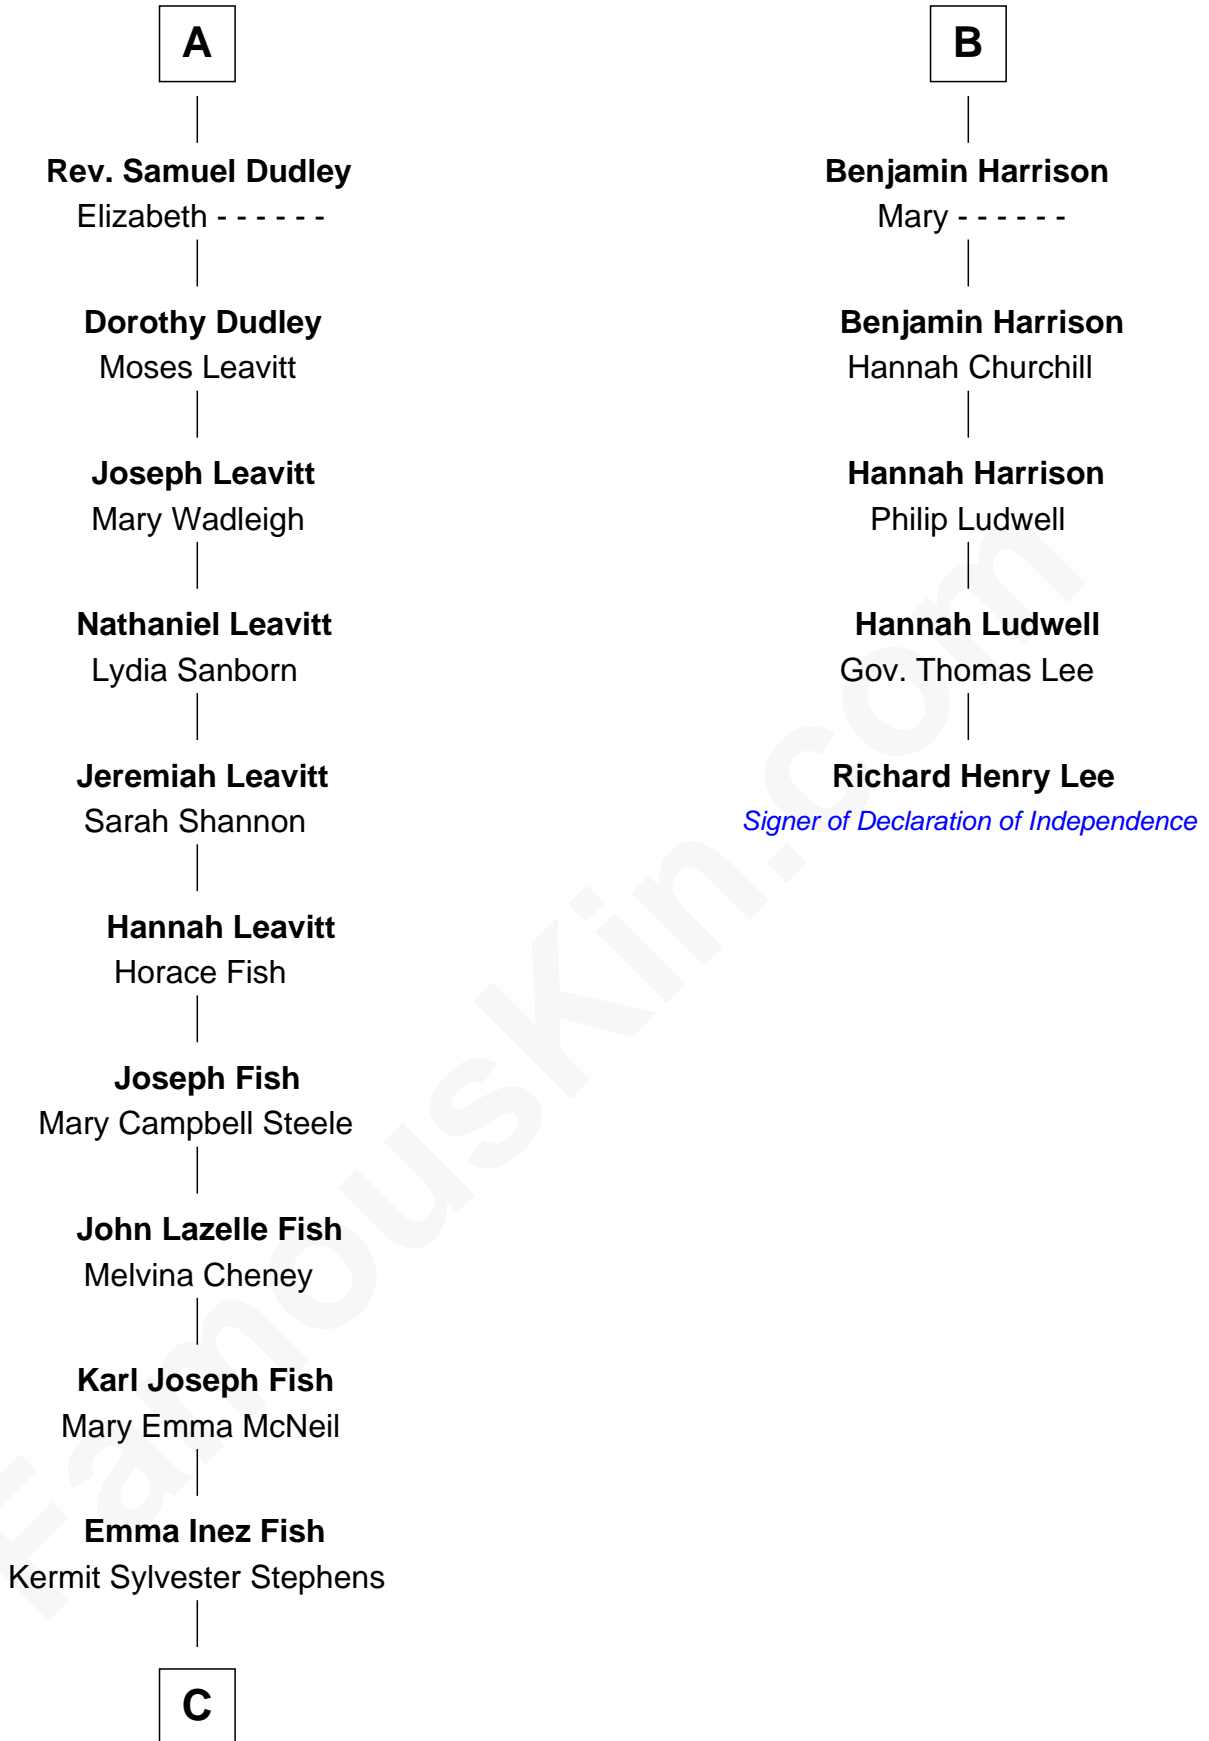 A
Rev. Samuel Dudley
Elizabeth - - - - - -
Dorothy Dudley
Moses Leavitt
Joseph Leavitt
Mary Wadleigh
Nathaniel Leavitt
Lydia Sanborn
Jeremiah Leavitt
Sarah Shannon
Hannah Leavitt
Horace Fish
Joseph Fish
Mary Campbell Steele
John Lazelle Fish
Melvina Cheney
Karl Joseph Fish
Mary Emma McNeil
Emma Inez Fish
Kermit Sylvester Stephens
C
B
Benjamin Harrison
Mary - - - - - -
Benjamin Harrison
Hannah Churchill
Hannah Harrison
Philip Ludwell
Hannah Ludwell
Gov. Thomas Lee
Richard Henry Lee
Signer of Declaration of Independence
FamousKin.com